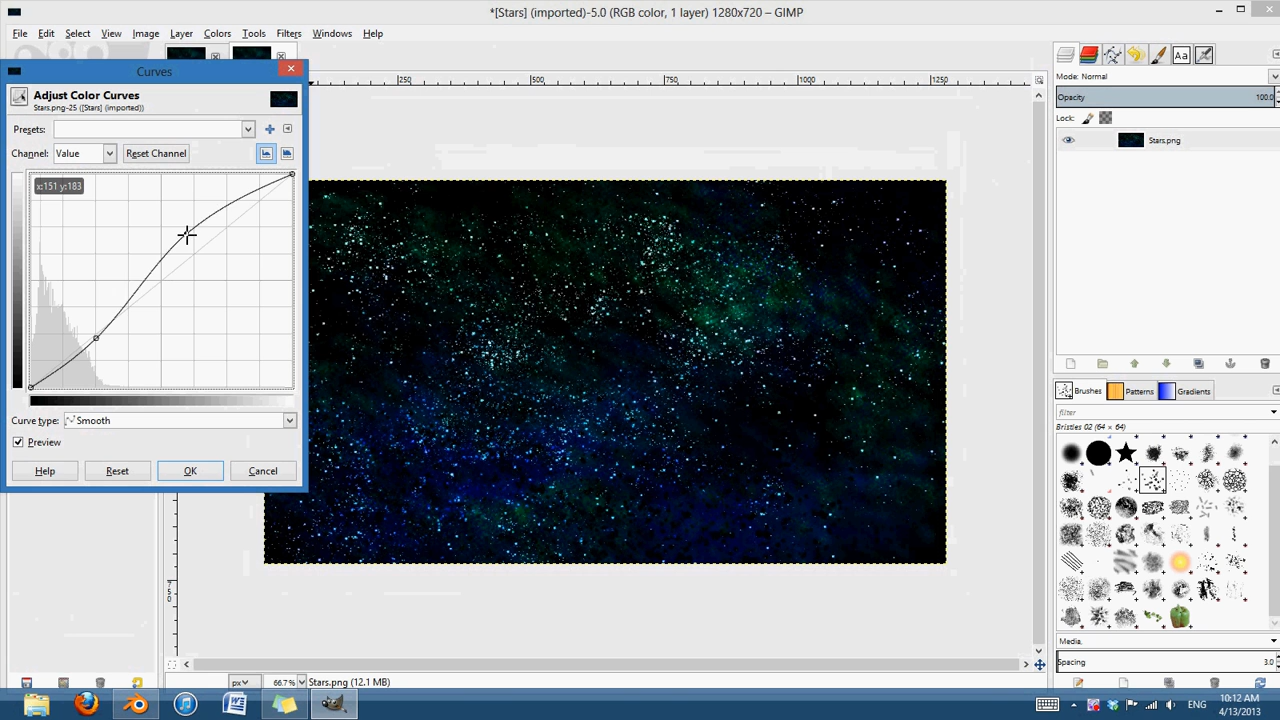 *[Stars] (imported)-5.0 (RGB color, 1 layer) 1280x720 – GIMP
File Edit Select View Image Layer Colors Tools Filters Windows Help
Curves
Adjust Color Curves
Stars.png-25 ([Stars] (imported))
Presets:
Channel: Value Reset Channel
x:151 y:183
Curve type: Smooth
Preview
Help Reset OK Cancel
250 500 750 1000 1250
750
px 66.7% Stars.png (12.1 MB)
Aa
Mode: Normal
Opacity 100.0
Lock:
Stars.png
Brushes Patterns Gradients
filter
Bristles 02 (64 × 64)
Media,
Spacing 3.0
W
ENG
10:12 AM
4/13/2013